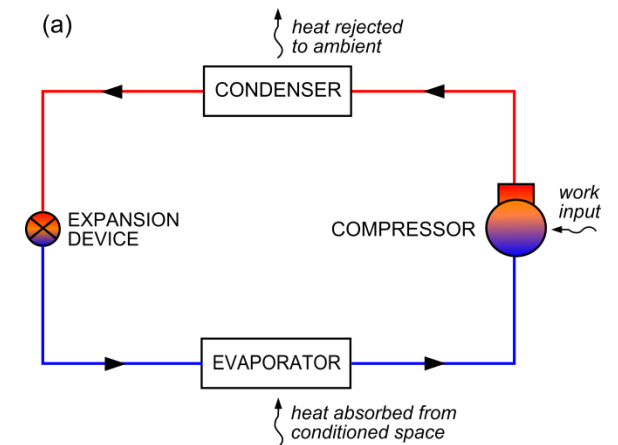 (a)
heat rejected
to ambient
CONDENSER
EXPANSION
DEVICE
COMPRESSOR
work
input
EVAPORATOR
heat absorbed from
conditioned space